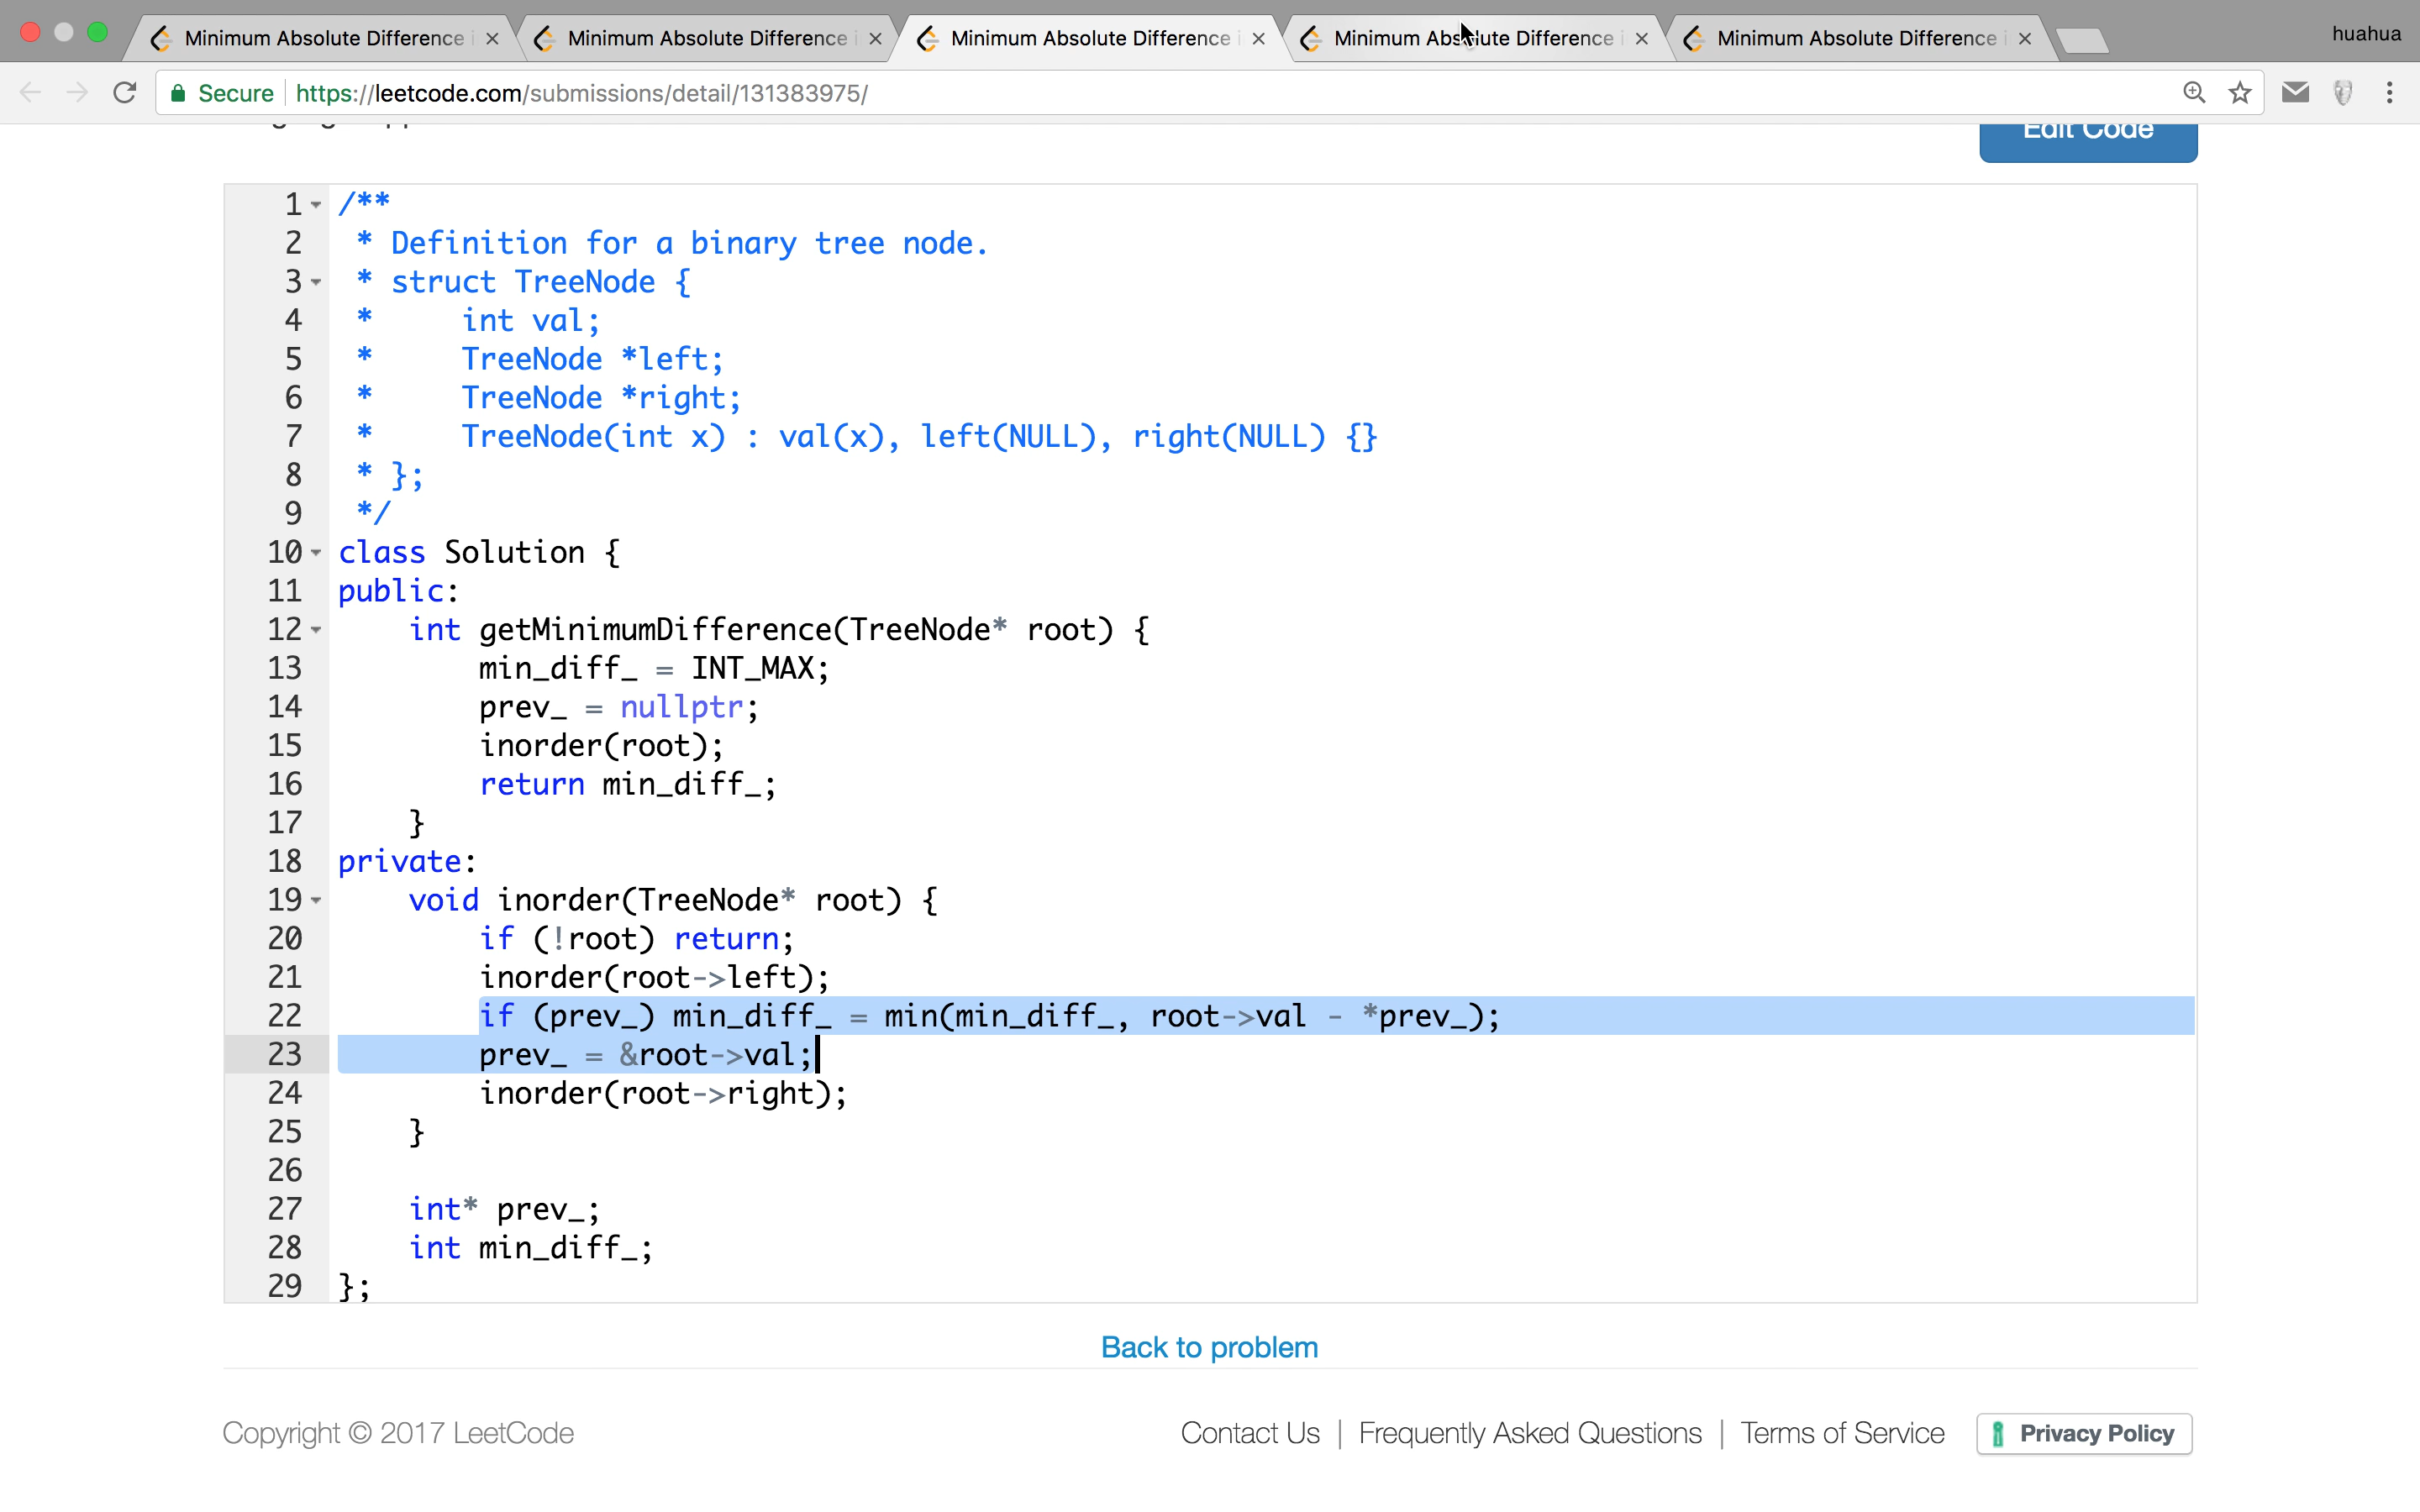 Minimum Absolute Difference i
Minimum Absolute Difference i
Minimum Absolute Difference i
Minimum Absolute Difference i
Minimum Absolute Difference i
huahua
Secure
https://leetcode.com/submissions/detail/131383975/
Edit Code
1 /**
2 * Definition for a binary tree node.
3 * struct TreeNode {
4 * int val;
5 * TreeNode *left;
6 * TreeNode *right;
7 * TreeNode(int x) : val(x), left(NULL), right(NULL) {}
8 * };
9 */
10 class Solution {
11 public:
12 int getMinimumDifference(TreeNode* root) {
13 min_diff_ = INT_MAX;
14 prev_ = nullptr;
15 inorder(root);
16 return min_diff_;
17 }
18 private:
19 void inorder(TreeNode* root) {
20 if (!root) return;
21 inorder(root->left);
22 if (prev_) min_diff_ = min(min_diff_, root->val - *prev_);
23 prev_ = &root->val;
24 inorder(root->right);
25 }
26
27 int* prev_;
28 int min_diff_;
29 };
Back to problem
Copyright © 2017 LeetCode
Contact Us | Frequently Asked Questions | Terms of Service
Privacy Policy